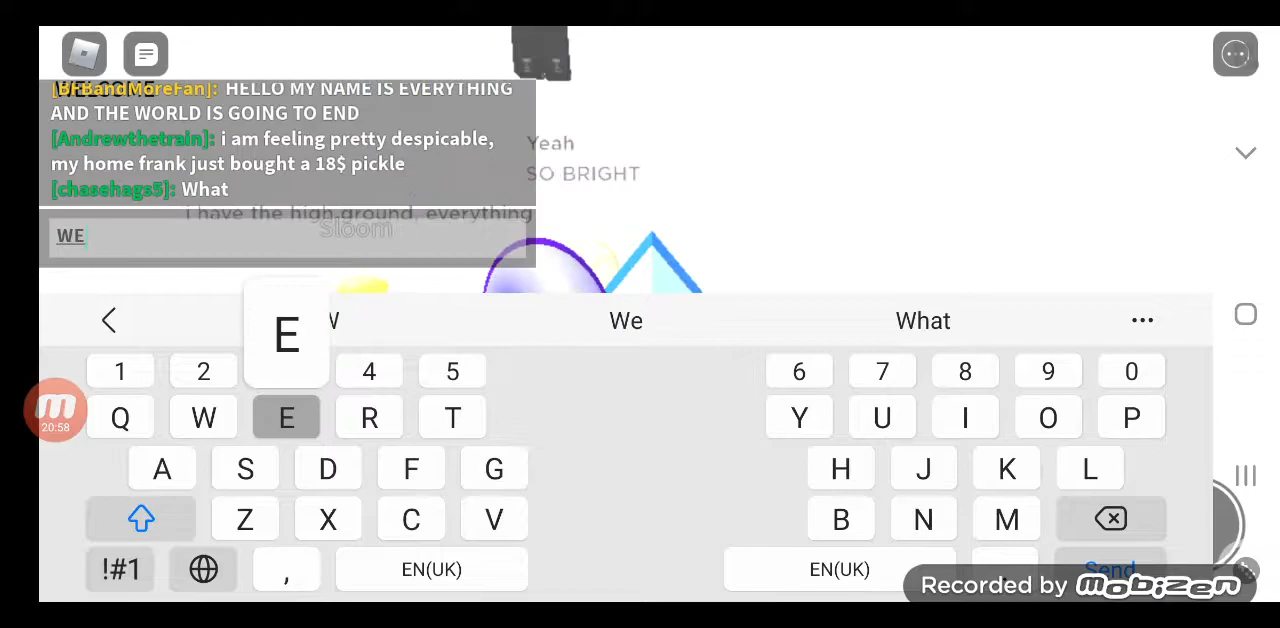 WELCOME
[BFBandMoreFan]: HELLO MY NAME IS EVERYTHING
AND THE WORLD IS GOING TO END
[Andrewthetrain]: i am feeling pretty despicable,
my home frank just bought a 18$ pickle
[chasehags5]: What
Yeah
SO BRIGHT
i have the high ground, everything
Sloom
WE
We What
E
1 2 4 5 6 7 8 9 0
Q W E R T Y U I O P
A S D F G H J K L
Z X C V B N M
!#1 , EN(UK) EN(UK) Send
20:58
Recorded by mobizen